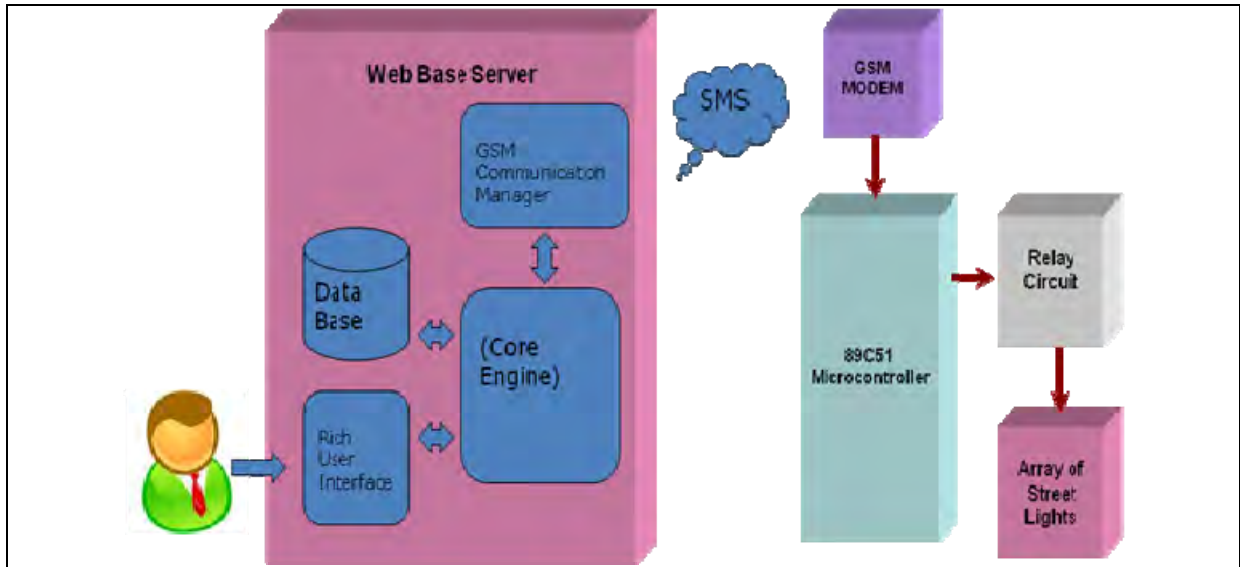 Web Base Server
GSM
Communicaton
Manager
Data
Base
(Core
Engine)
Rich
User
Interface
SMS
GSM
MODEM
89C51
Microcontroller
Relay
Circuit
Array of
Street
Lights